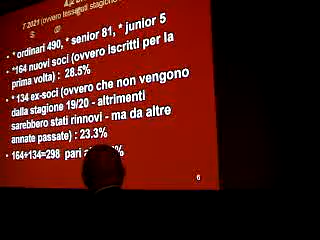 7 2021 (ovvero tesserati stagione
• * ordinari 490, * senior 81, * junior 5
• *164 nuovi soci (ovvero iscritti per la
prima volta) : 28.5%
• * 134 ex-soci (ovvero che non vengono
dalla stagione 19/20 - altrimenti
sarebbero stati rinnovi - ma da altre
annate passate) : 23.3%
• 164+134=298 pari %
6